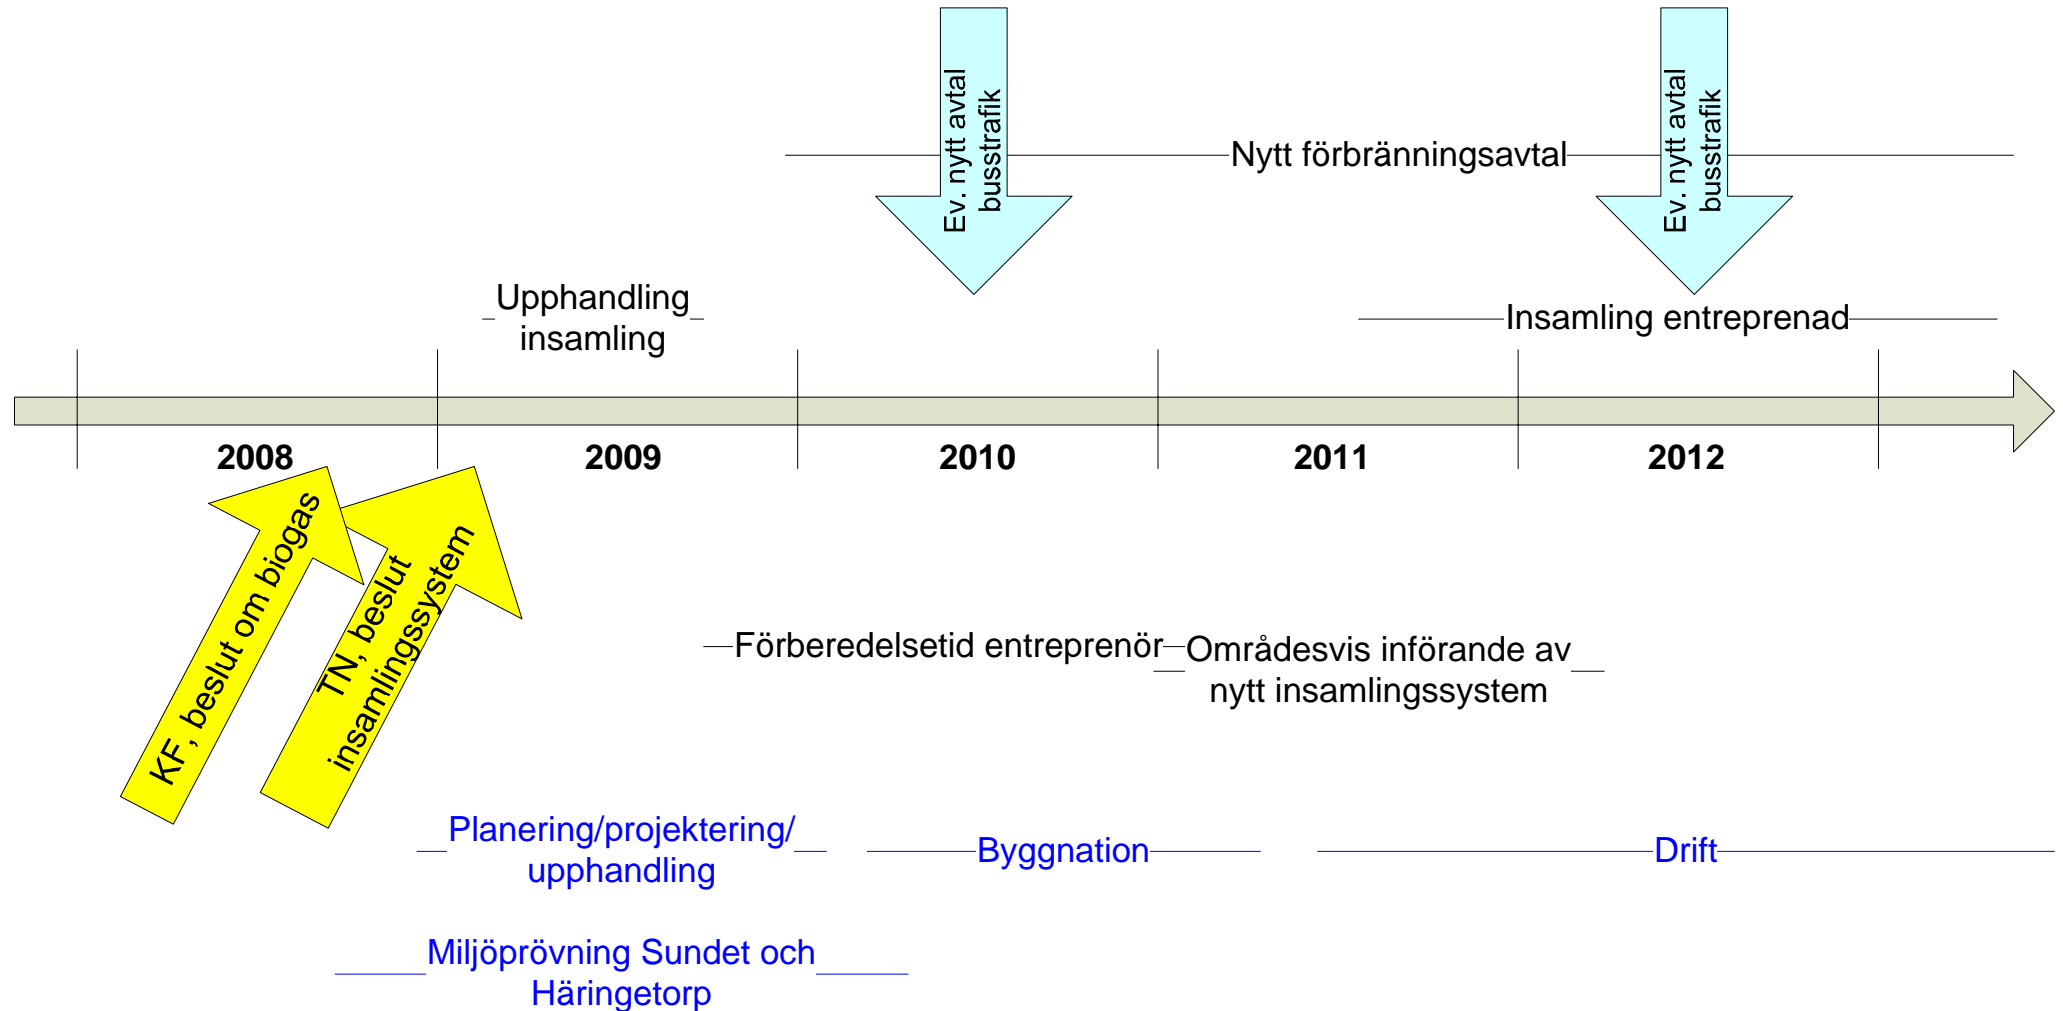 Ev. nytt avtal
busstrafik
Ev. nytt avtal
busstrafik
Nytt förbränningsavtal
Upphandling
insamling
Insamling entreprenad
2008
2009
2010
2011
2012
KF, beslut om biogas
TN, beslut
insamlingssystem
Förberedelsetid entreprenör
Områdesvis införande av
nytt insamlingssystem
Planering/projektering/
upphandling
Byggnation
Drift
Miljöprövning Sundet och
Häringetorp